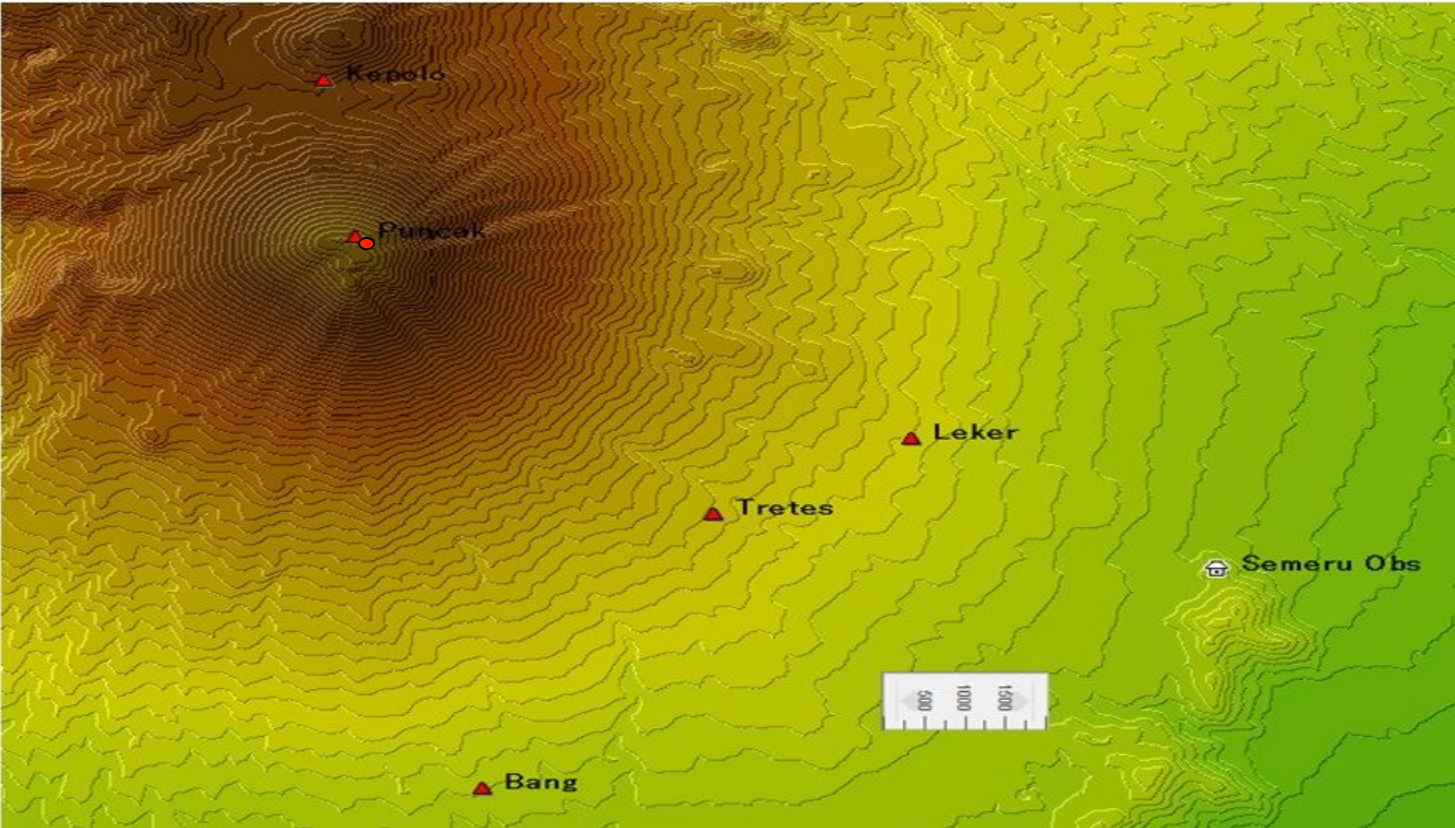 Kepolo
Puncak
Leker
Tretes
Semeru Obs
500 1000 1500
Bang